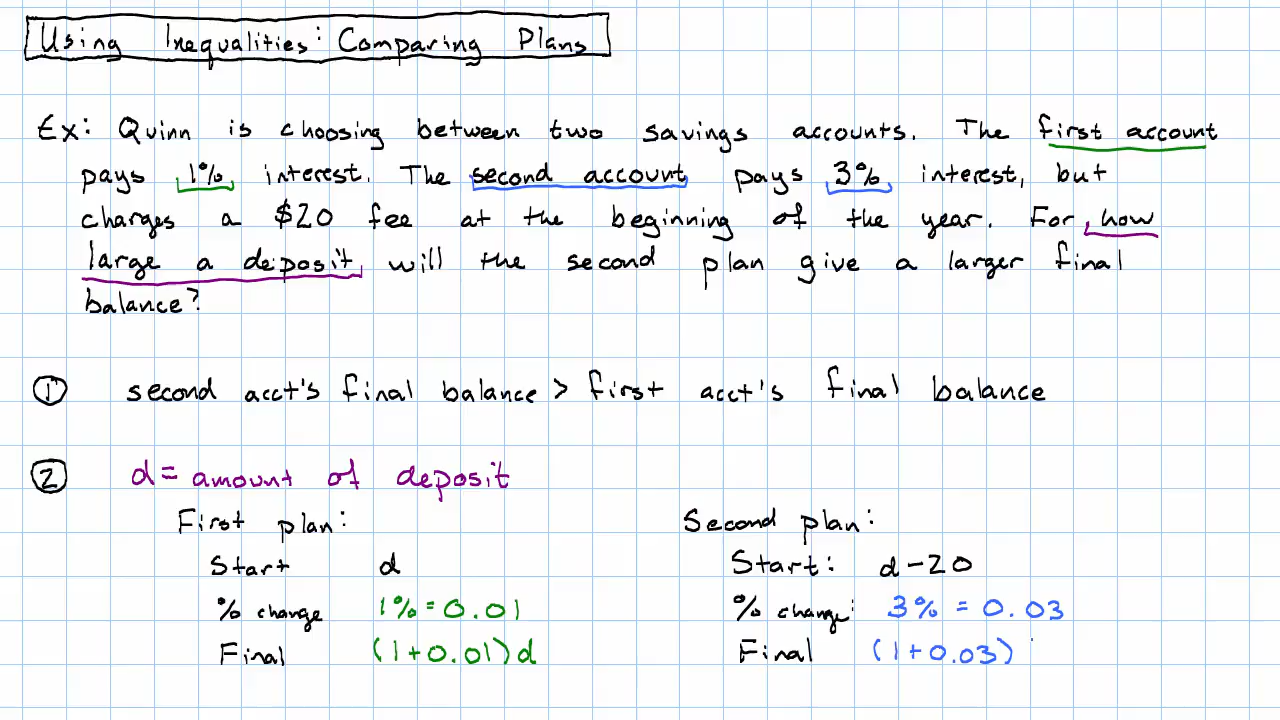 Using Inequalities: Comparing Plans
Ex: Quinn is choosing between two savings accounts. The first account
pays 1% interest. The second account pays 3% interest, but
charges a $20 fee at the beginning of the year. For how
large a deposit will the second plan give a larger final
balance?
① second acct's final balance > first acct's final balance
② d = amount of deposit
First plan:
Start d
% change 1% = 0.01
Final (1+0.01)d
Second plan:
Start: d-20
% change: 3% = 0.03
Final (1+0.03)